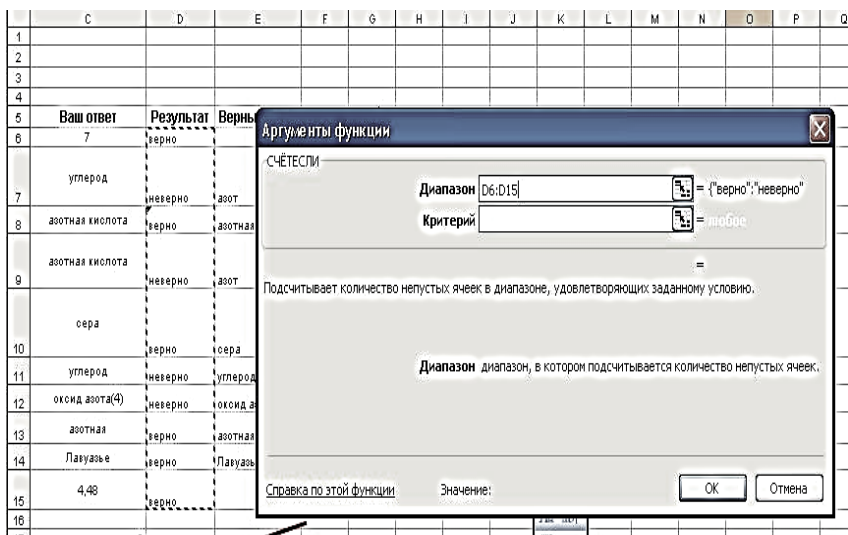 C D E F G H I J K L M N O P Q
1
2
3
4
5 Ваш ответ Результат Верны
6 7 верно
7 углерод неверно азот
8 азотная кислота верно азотная
9 азотная кислота неверно азот
10 сера верно сера
11 углерод неверно углерод
12 оксид азота(4) неверно оксид а
13 азотная верно азотная
14 Лавуазье верно Лавуазь
15 4,48 верно
16
Аргументы функции
СЧЁТЕСЛИ
Диапазон D6:D15 = {"верно":"неверно"
Критерий = любое
=
Подсчитывает количество непустых ячеек в диапазоне, удовлетворяющих заданному условию.
Диапазон диапазон, в котором подсчитывается количество непустых ячеек.
Справка по этой функции Значение: ОК Отмена